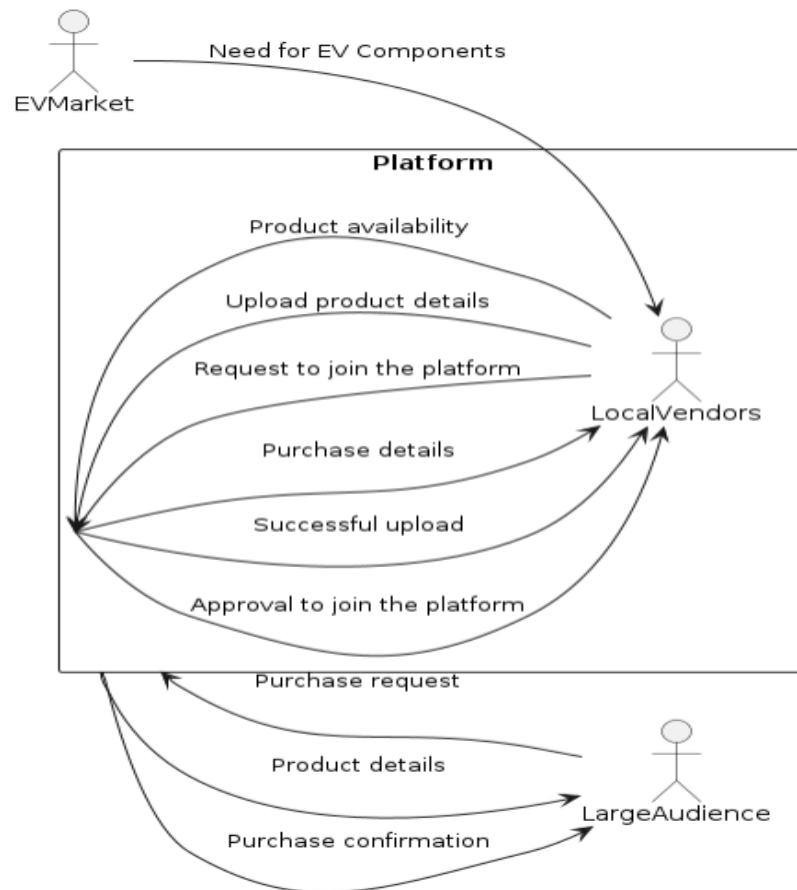 Need for EV Components
EVMarket
Platform
Product availability
Upload product details
Request to join the platform
LocalVendors
Purchase details
Successful upload
Approval to join the platform
Purchase request
Product details
LargeAudience
Purchase confirmation